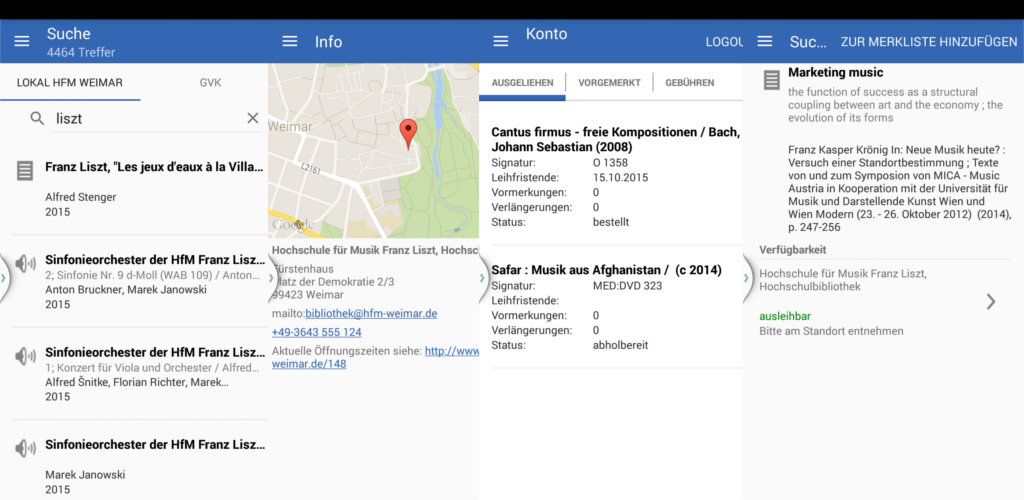 Suche
4464 Treffer
LOKAL HFM WEIMAR
GVK
liszt
Franz Liszt, "Les jeux d'eaux à la Villa...
Alfred Stenger
2015
Sinfonieorchester der HfM Franz Lisz...
2; Sinfonie Nr. 9 d-Moll (WAB 109) / Anton...
Anton Bruckner, Marek Janowski
2015
Sinfonieorchester der HfM Franz Lisz...
1; Konzert für Viola und Orchester / Alfred...
Alfred Šnitke, Florian Richter, Marek...
2015
Sinfonieorchester der HfM Franz Lisz...
Marek Janowski
2015
Info
Weimar
L2161
Google
Hochschule für Musik Franz Liszt, Hochsc
Fürstenhaus
Platz der Demokratie 2/3
99423 Weimar
mailto:bibliothek@hfm-weimar.de
+49-3643 555 124
Aktuelle Öffnungszeiten siehe: http://www
weimar.de/148
Konto
LOGOU
AUSGELIEHEN
VORGEMERKT
GEBÜHREN
Cantus firmus - freie Kompositionen / Bach,
Johann Sebastian (2008)
Signatur: O 1358
Leihfristende: 15.10.2015
Vormerkungen: 0
Verlängerungen: 0
Status: bestellt
Safar : Musik aus Afghanistan / (c 2014)
Signatur: MED:DVD 323
Leihfristende:
Vormerkungen: 0
Verlängerungen: 0
Status: abholbereit
Suc...
ZUR MERKLISTE HINZUFÜGEN
Marketing music
the function of success as a structural
coupling between art and the economy ; the
evolution of its forms
Franz Kasper Krönig In: Neue Musik heute? :
Versuch einer Standortbestimmung ; Texte
von und zum Symposion von MICA - Music
Austria in Kooperation mit der Universität für
Musik und Darstellende Kunst Wien und
Wien Modern (23. - 26. Oktober 2012) (2014),
p. 247-256
Verfügbarkeit
Hochschule für Musik Franz Liszt,
Hochschulbibliothek
ausleihbar
Bitte am Standort entnehmen